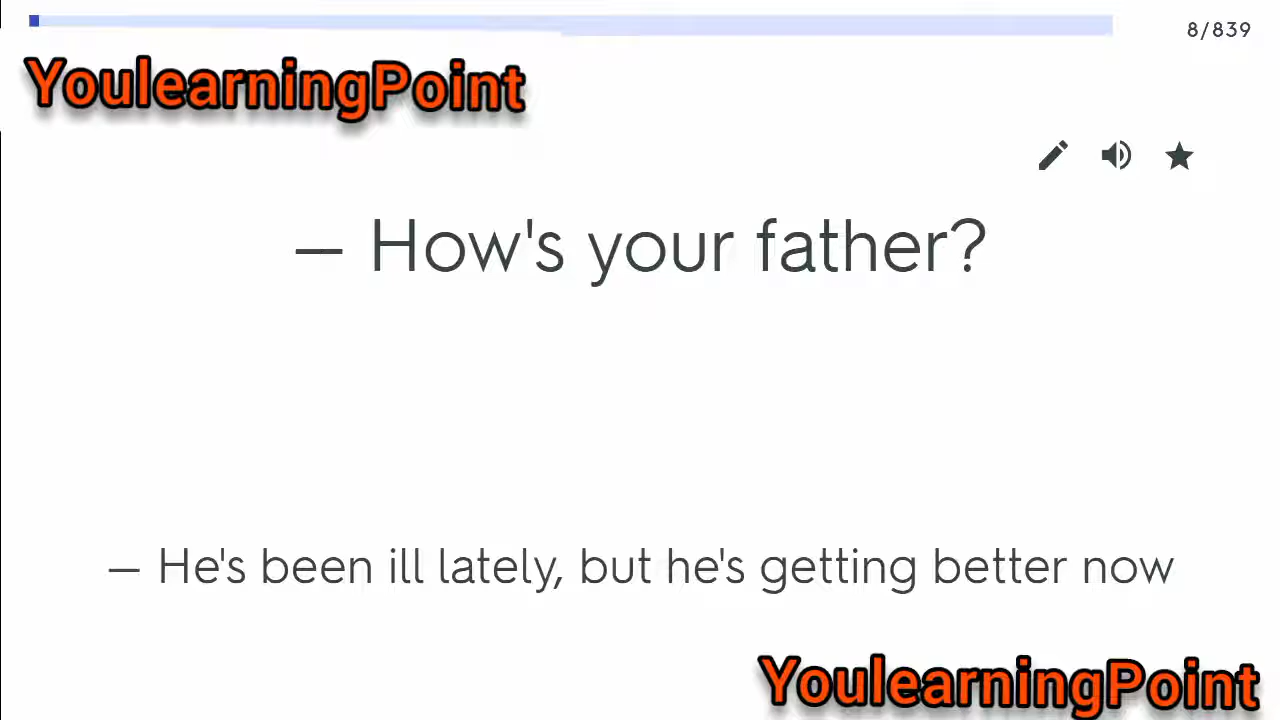 8/839
YoulearningPoint
– How's your father?
– He's been ill lately, but he's getting better now
YoulearningPoint